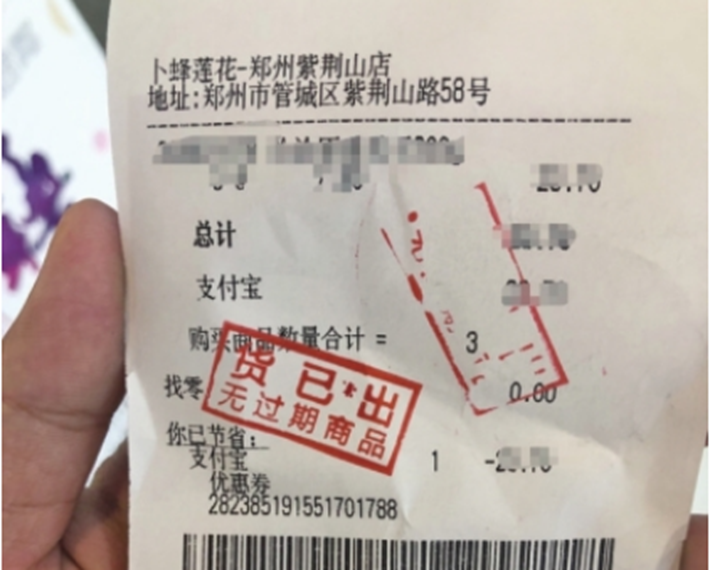 卜蜂莲花-郑州紫荆山店
地址:郑州市管城区紫荆山路58号
总计
支付宝
购买商品数量合计 = 3
找零 0.00
货已出
无过期商品
你已节省:
支付宝 1
优惠券
282385191551701788